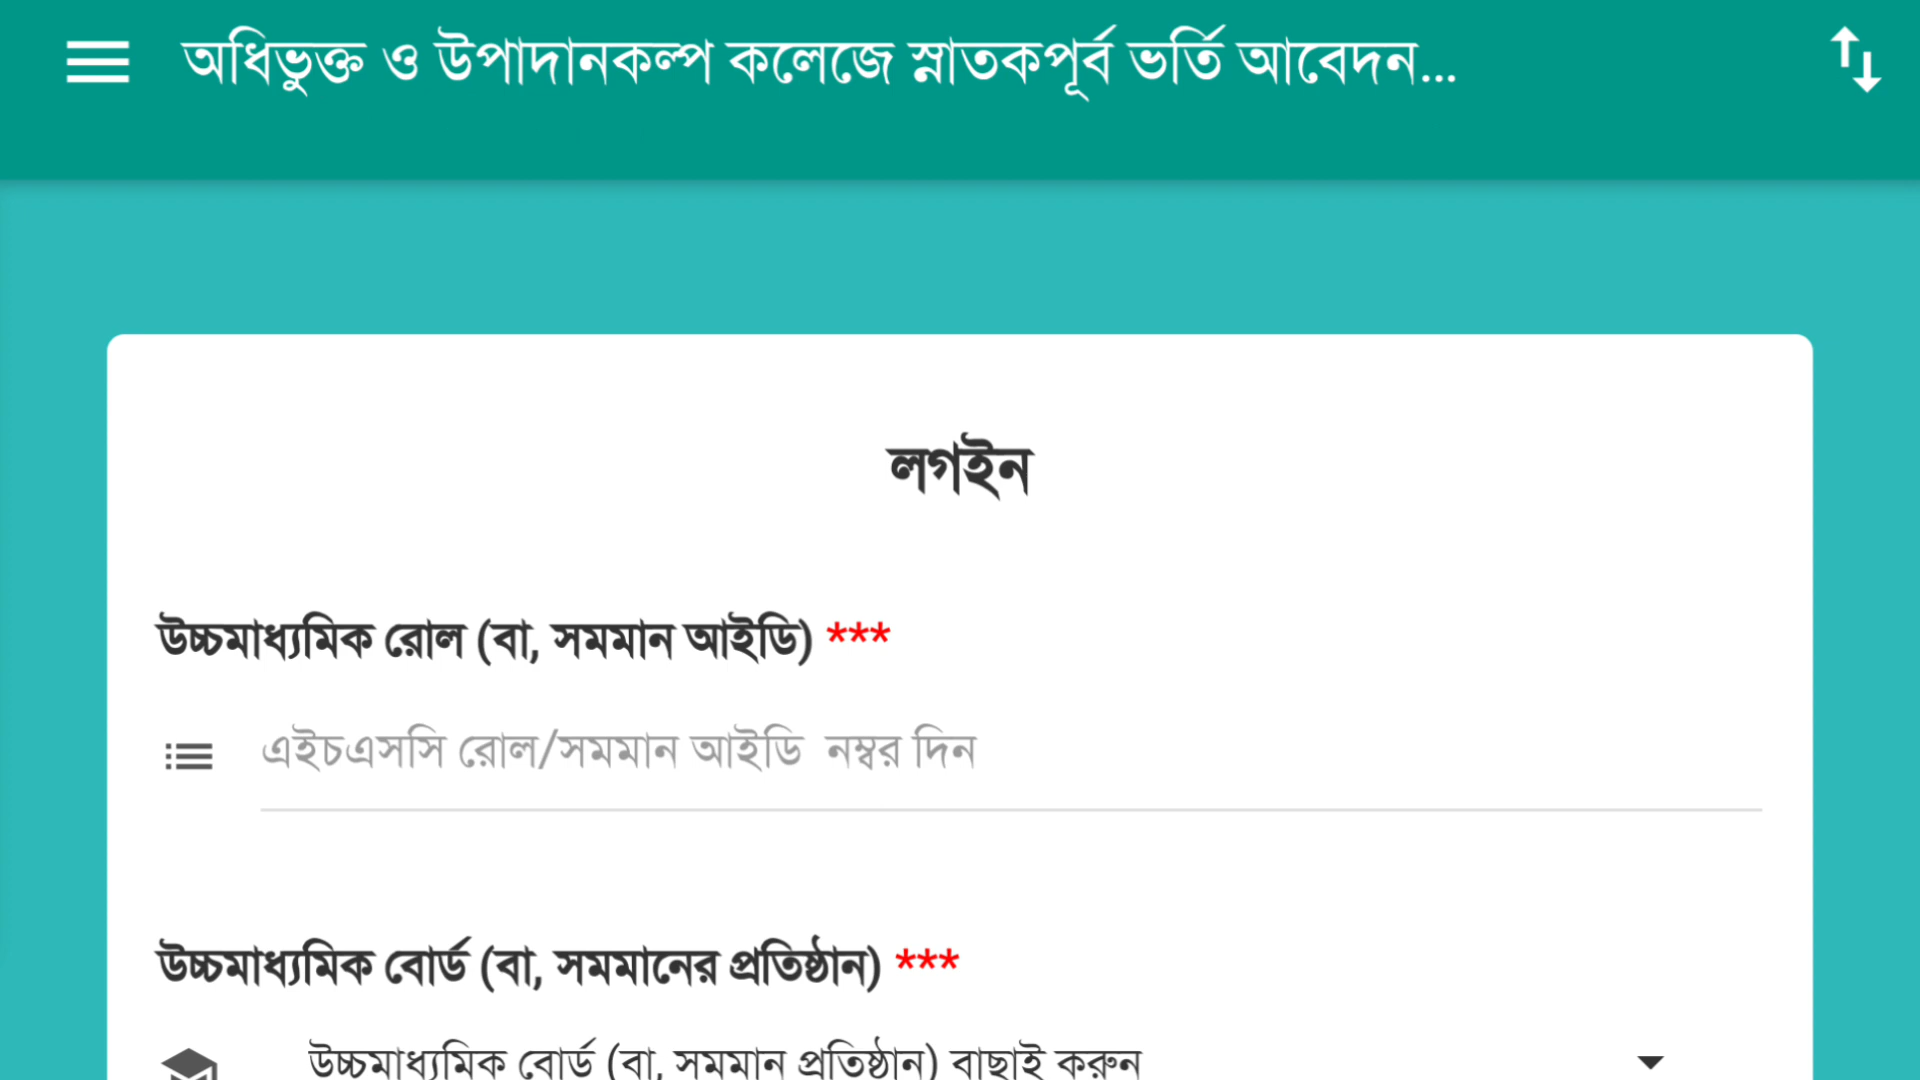 অধিভুক্ত ও উপাদানকল্প কলেজে স্নাতকপূর্ব ভর্তি আবেদন...
লগইন
উচ্চমাধ্যমিক রোল (বা, সমমান আইডি) ***
এইচএসসি রোল/সমমান আইডি নম্বর দিন
উচ্চমাধ্যমিক বোর্ড (বা, সমমানের প্রতিষ্ঠান) ***
উচ্চমাধ্যমিক বোর্ড (বা, সমমান প্রতিষ্ঠান) বাছাই করুন